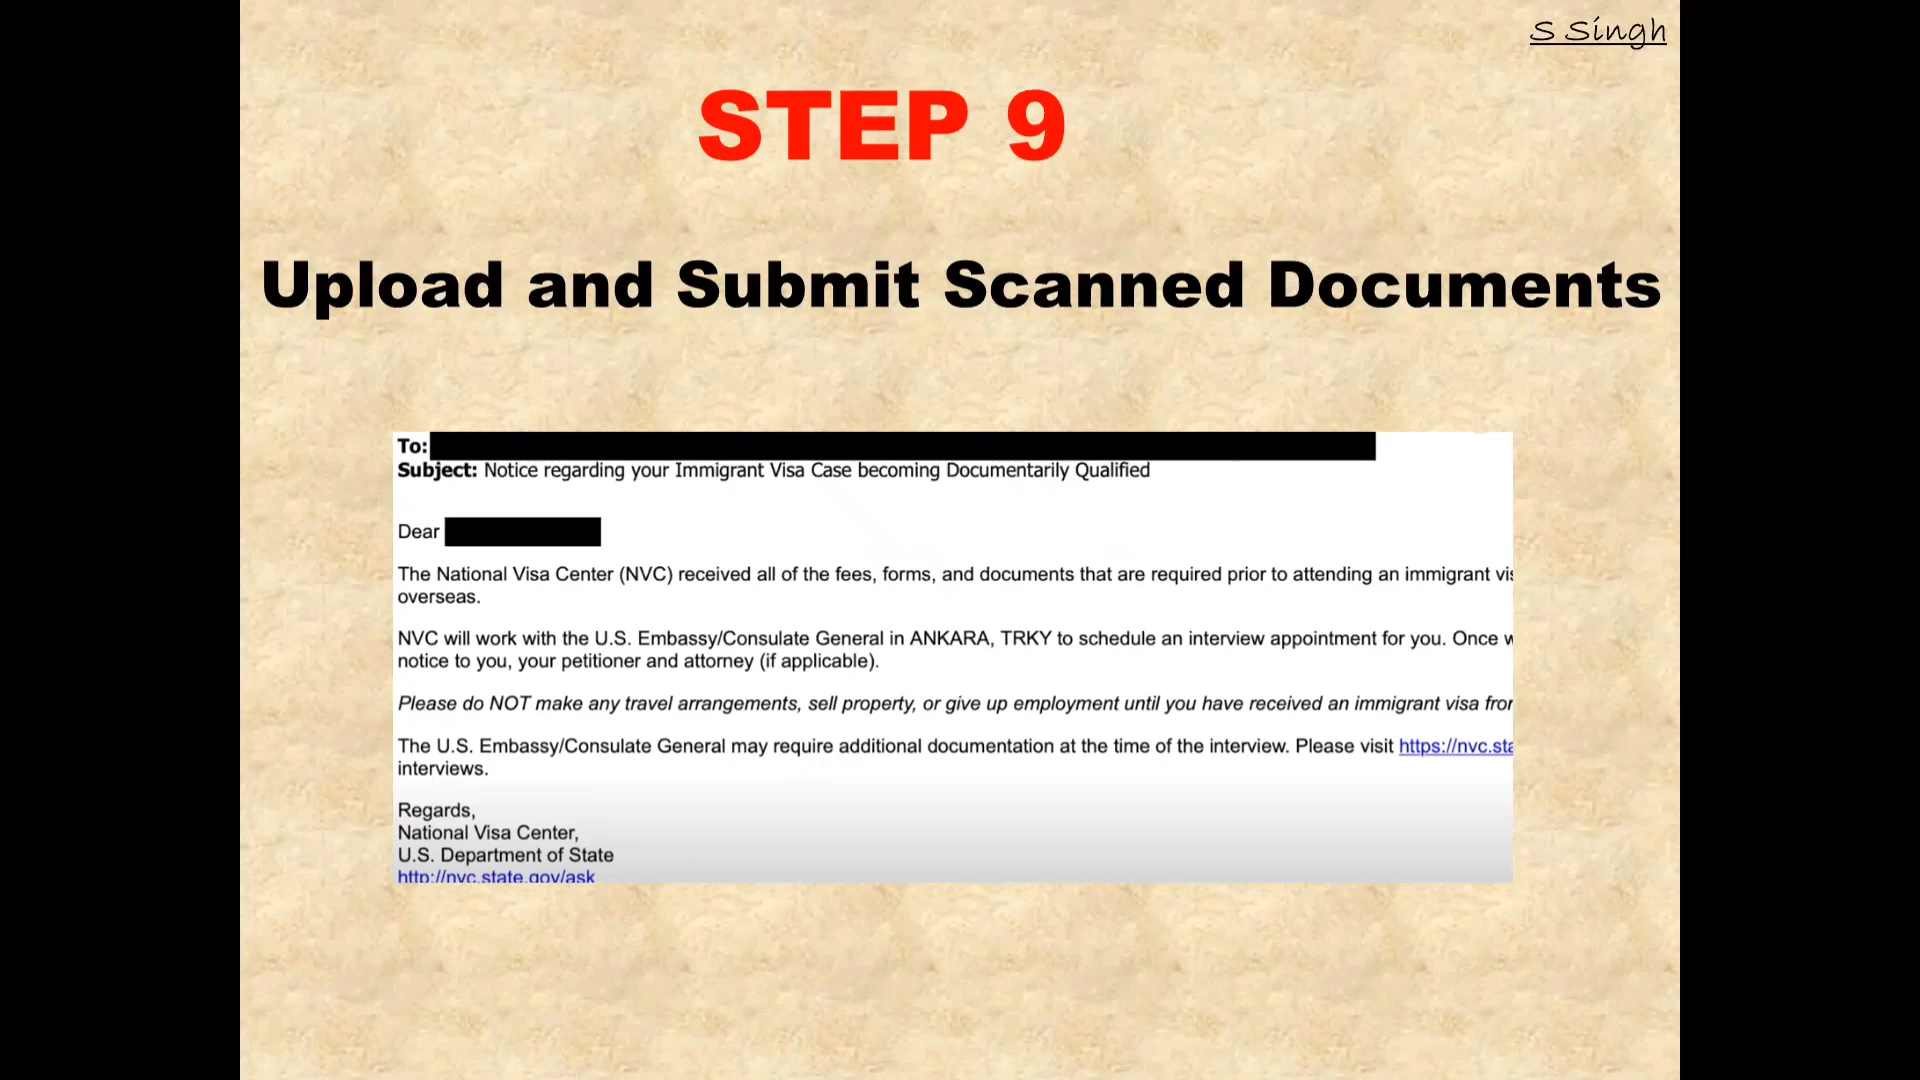 S Singh
STEP 9
Upload and Submit Scanned Documents
To:
Subject: Notice regarding your Immigrant Visa Case becoming Documentarily Qualified
Dear
The National Visa Center (NVC) received all of the fees, forms, and documents that are required prior to attending an immigrant
overseas.
NVC will work with the U.S. Embassy/Consulate General in ANKARA, TRKY to schedule an interview appointment for you. Once
notice to you, your petitioner and attorney (if applicable).
Please do NOT make any travel arrangements, sell property, or give up employment until you have received an immigrant visa
The U.S. Embassy/Consulate General may require additional documentation at the time of the interview. Please visit https://nvc.sta
interviews.
Regards,
National Visa Center,
U.S. Department of State
http://nvc.state.gov/ask